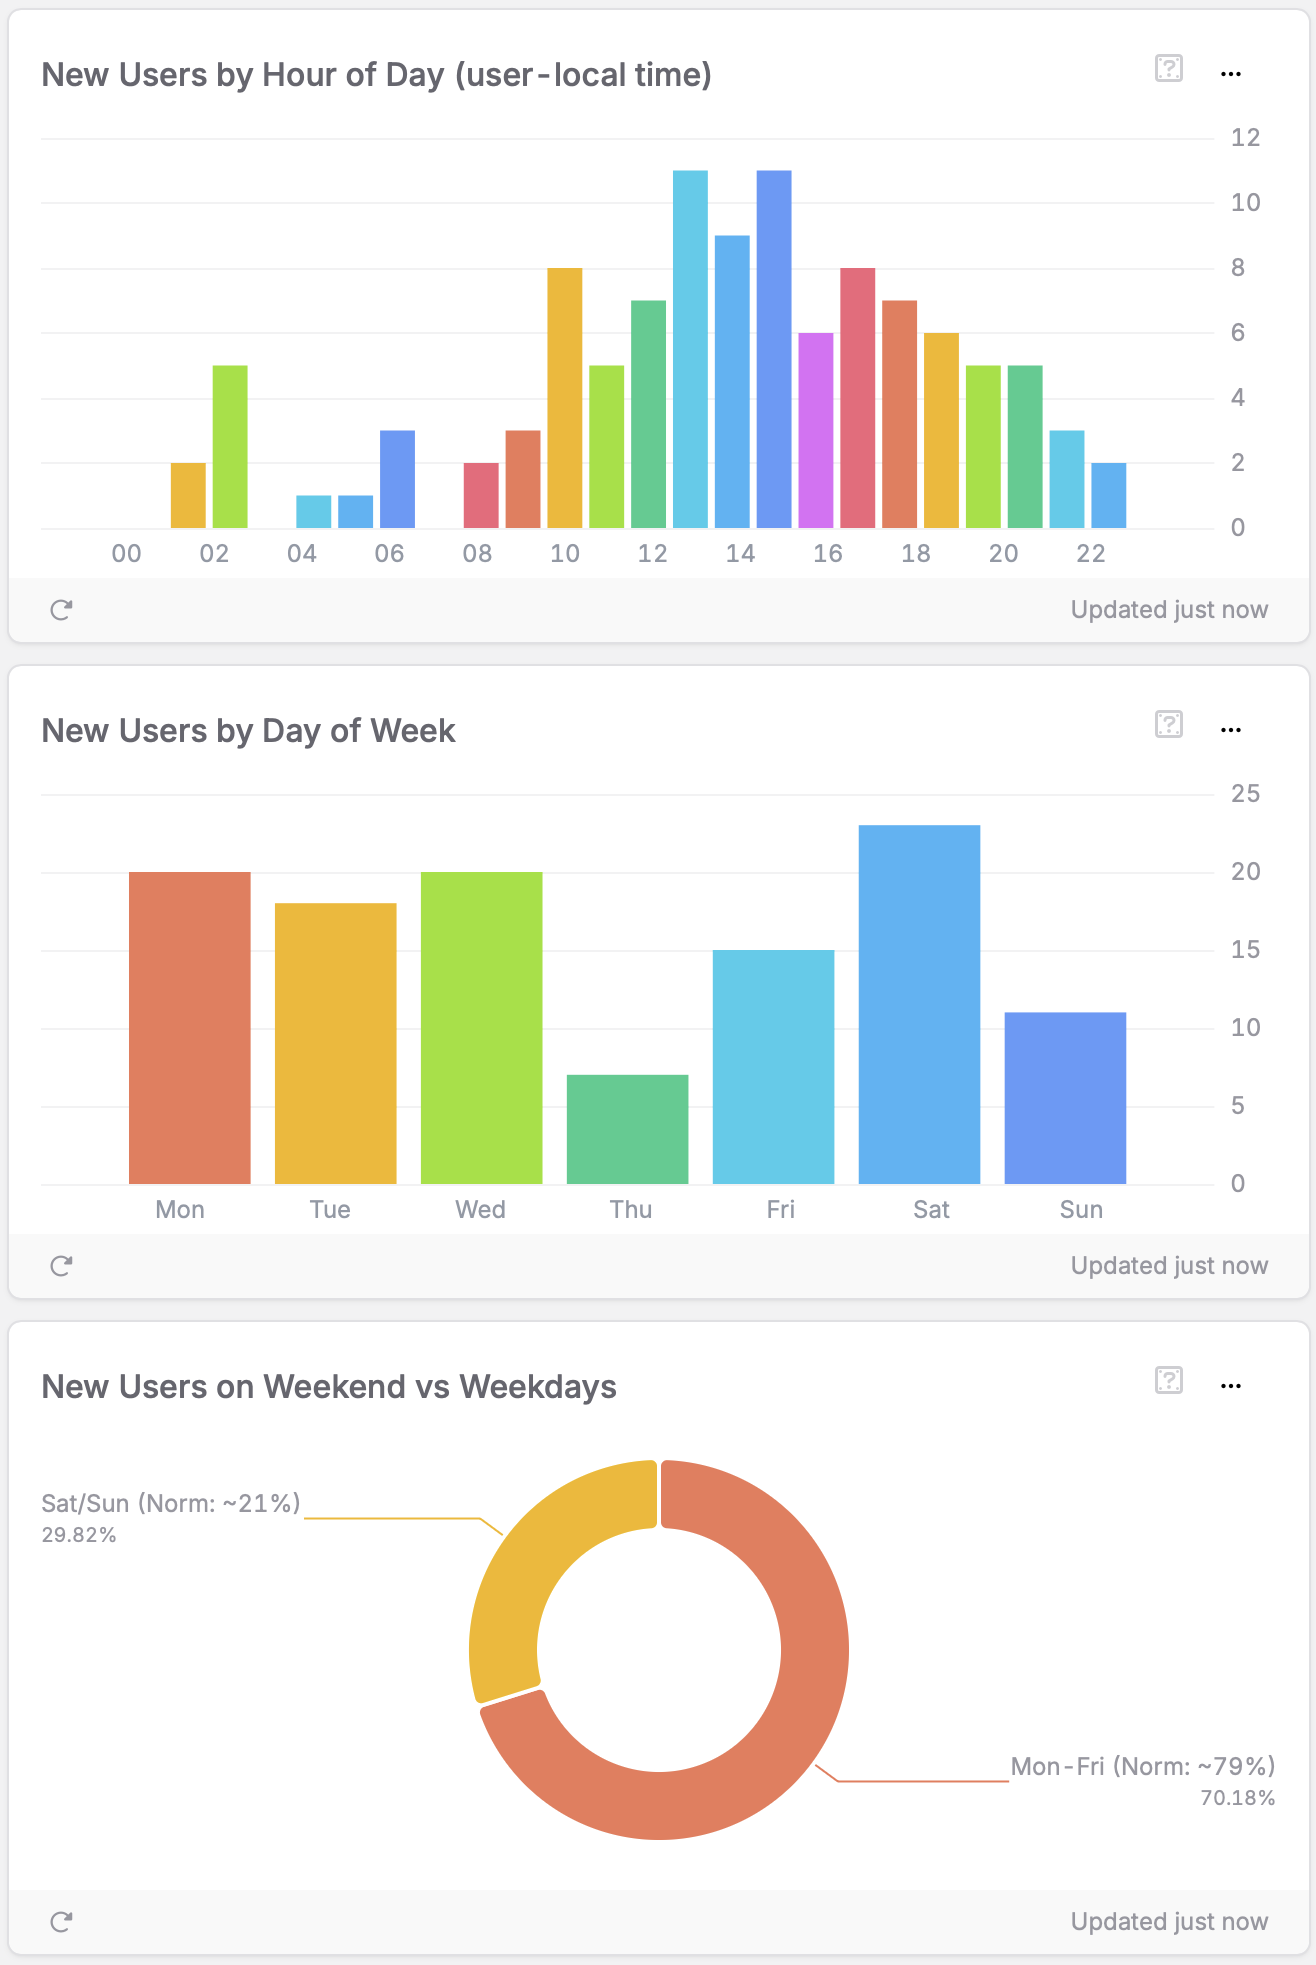 New Users by Hour of Day (user-local time)
...
12
10
8
6
4
2
0
00 02 04 06 08 10 12 14 16 18 20 22
Updated just now
New Users by Day of Week
...
25
20
15
10
5
0
Mon Tue Wed Thu Fri Sat Sun
Updated just now
New Users on Weekend vs Weekdays
...
Sat/Sun (Norm: ~21%)
29.82%
Mon-Fri (Norm: ~79%)
70.18%
Updated just now